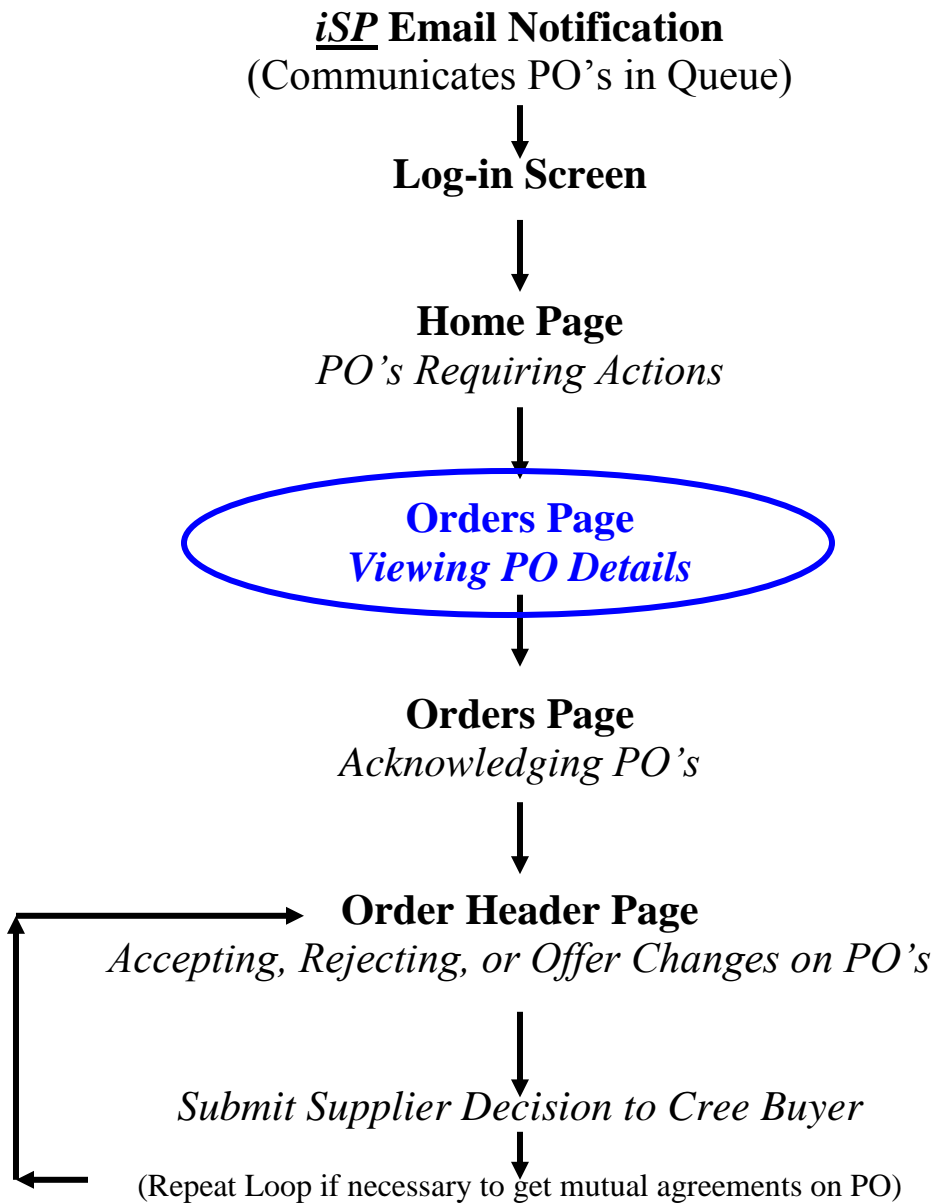 iSP Email Notification
(Communicates PO’s in Queue)
Log-in Screen
Home Page
PO’s Requiring Actions
Orders Page
Viewing PO Details
Orders Page
Acknowledging PO’s
Order Header Page
Accepting, Rejecting, or Offer Changes on PO’s
Submit Supplier Decision to Cree Buyer
(Repeat Loop if necessary to get mutual agreements on PO)